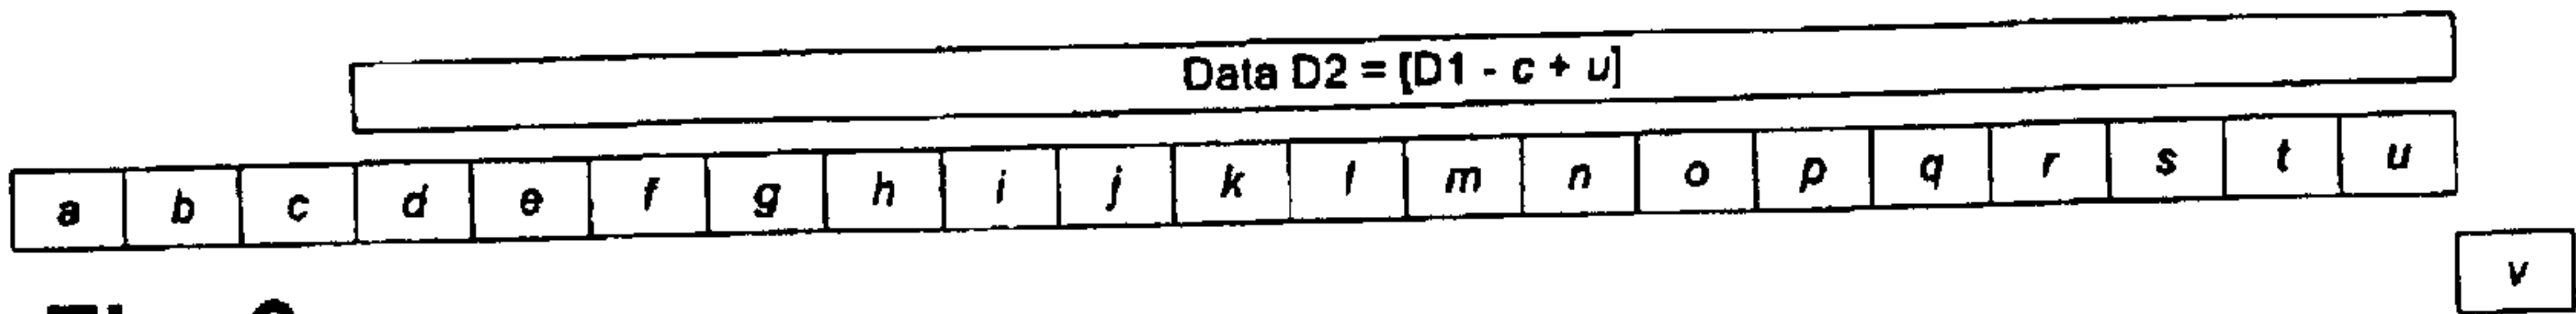 Data D2 = [D1 - c + u]
a b c d e f g h i j k l m n o p q r s t u
v